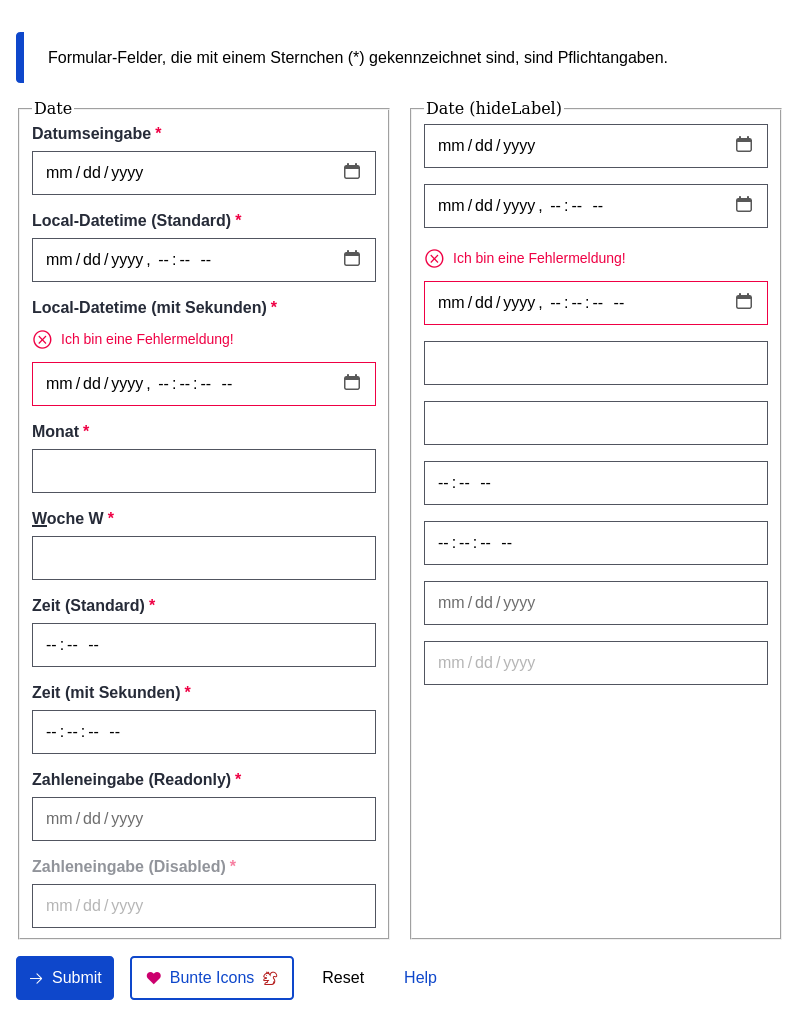 Formular-Felder, die mit einem Sternchen (*) gekennzeichnet sind, sind Pflichtangaben.
Date
Datumseingabe *
mm/dd/yyyy
Local-Datetime (Standard) *
mm/dd/yyyy, --:-- --
Local-Datetime (mit Sekunden) *
Ich bin eine Fehlermeldung!
mm/dd/yyyy, --:--:-- --
Monat *
Woche W *
Zeit (Standard) *
--:-- --
Zeit (mit Sekunden) *
--:--:-- --
Zahleneingabe (Readonly) *
mm/dd/yyyy
Zahleneingabe (Disabled) *
mm/dd/yyyy
Date (hideLabel)
mm/dd/yyyy
mm/dd/yyyy, --:-- --
Ich bin eine Fehlermeldung!
mm/dd/yyyy, --:--:-- --
--:-- --
--:--:-- --
mm/dd/yyyy
mm/dd/yyyy
Submit Bunte Icons Reset Help